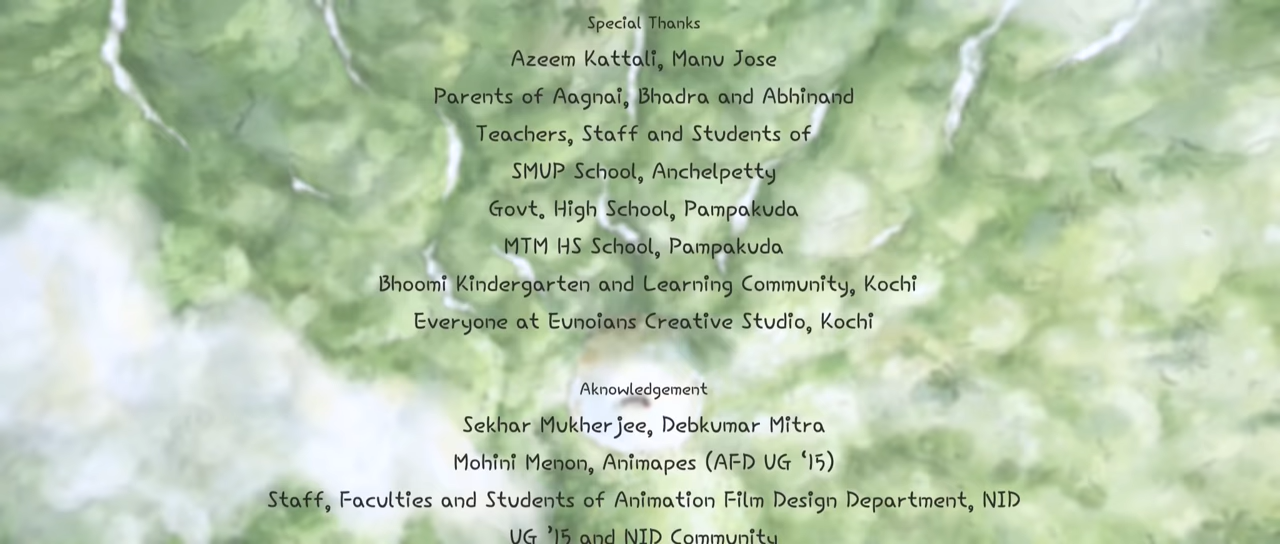 Special Thanks
Azeem Kattali, Manu Jose
Parents of Aagnai, Bhadra and Abhinand
Teachers, Staff and Students of
SMUP School, Anchelpetty
Govt. High School, Pampakuda
MTM HS School, Pampakuda
Bhoomi Kindergarten and Learning Community, Kochi
Everyone at Eunoians Creative Studio, Kochi
Aknowledgement
Sekhar Mukherjee, Debkumar Mitra
Mohini Menon, Animapes (AFD UG ‘15)
Staff, Faculties and Students of Animation Film Design Department, NID
UG ’15 and NID Community